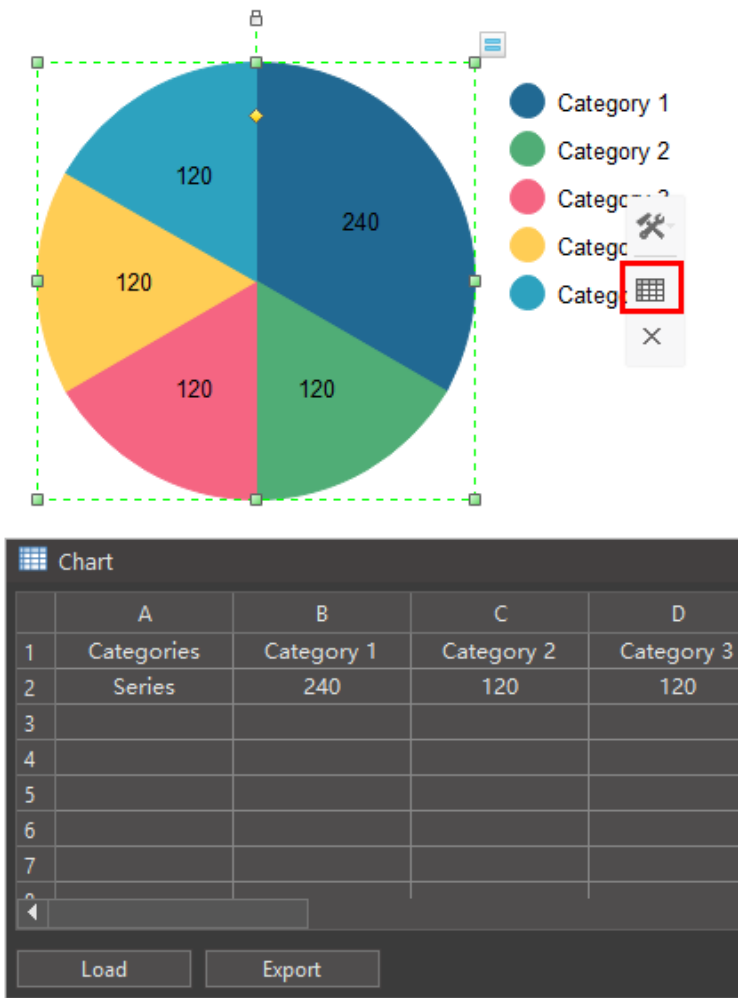 120
240
120
120
120
Category 1
Category 2
Chart
A B C D
1 Categories Category 1 Category 2 Category 3
2 Series 240 120 120
3
4
5
6
7
Load Export